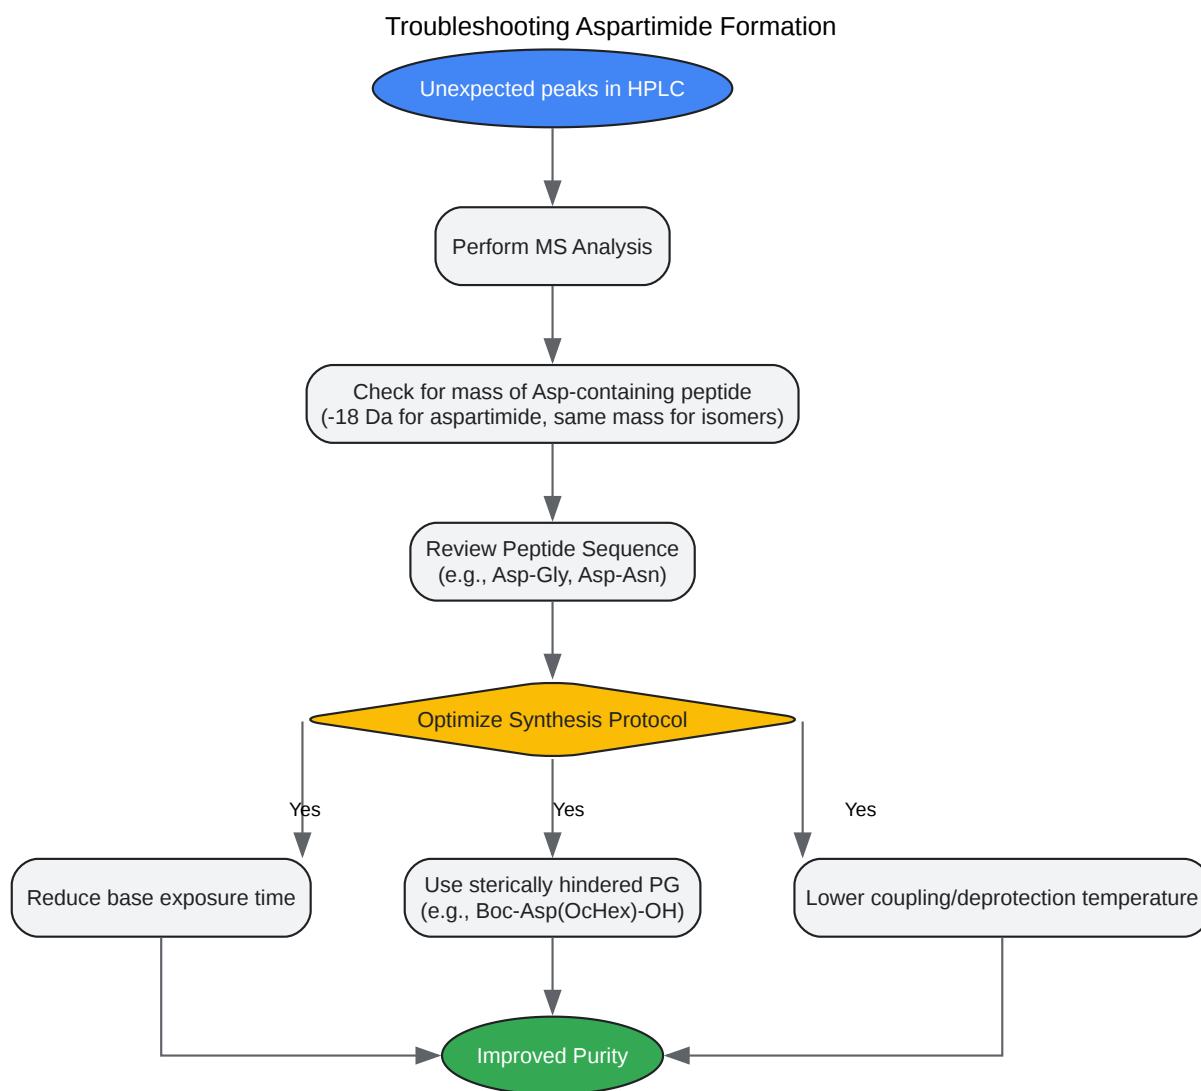 Troubleshooting Aspartimide Formation
Unexpected peaks in HPLC
Perform MS Analysis
Check for mass of Asp-containing peptide
(-18 Da for aspartimide, same mass for isomers)
Review Peptide Sequence
(e.g., Asp-Gly, Asp-Asn)
Optimize Synthesis Protocol
Yes
Yes
Yes
Reduce base exposure time
Use sterically hindered PG
(e.g., Boc-Asp(OcHex)-OH)
Lower coupling/deprotection temperature
Improved Purity